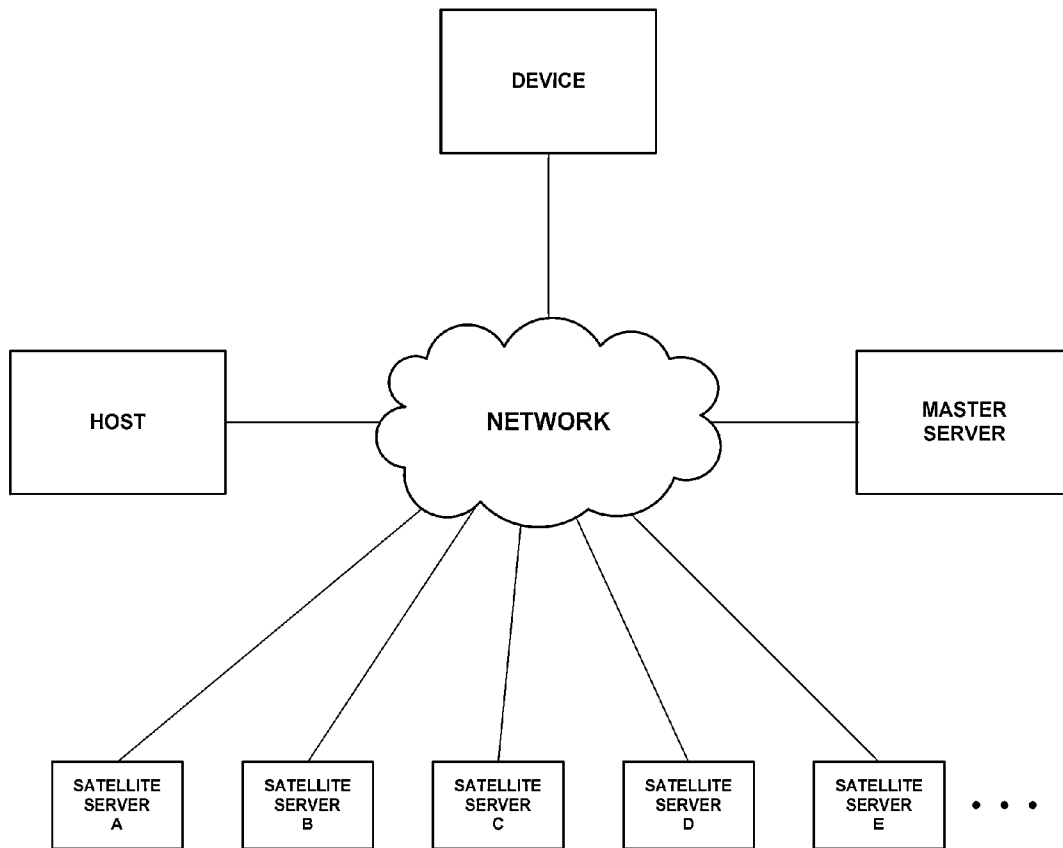 DEVICE
HOST
NETWORK
MASTER
SERVER
SATELLITE
SERVER
A
SATELLITE
SERVER
B
SATELLITE
SERVER
C
SATELLITE
SERVER
D
SATELLITE
SERVER
E
• • •